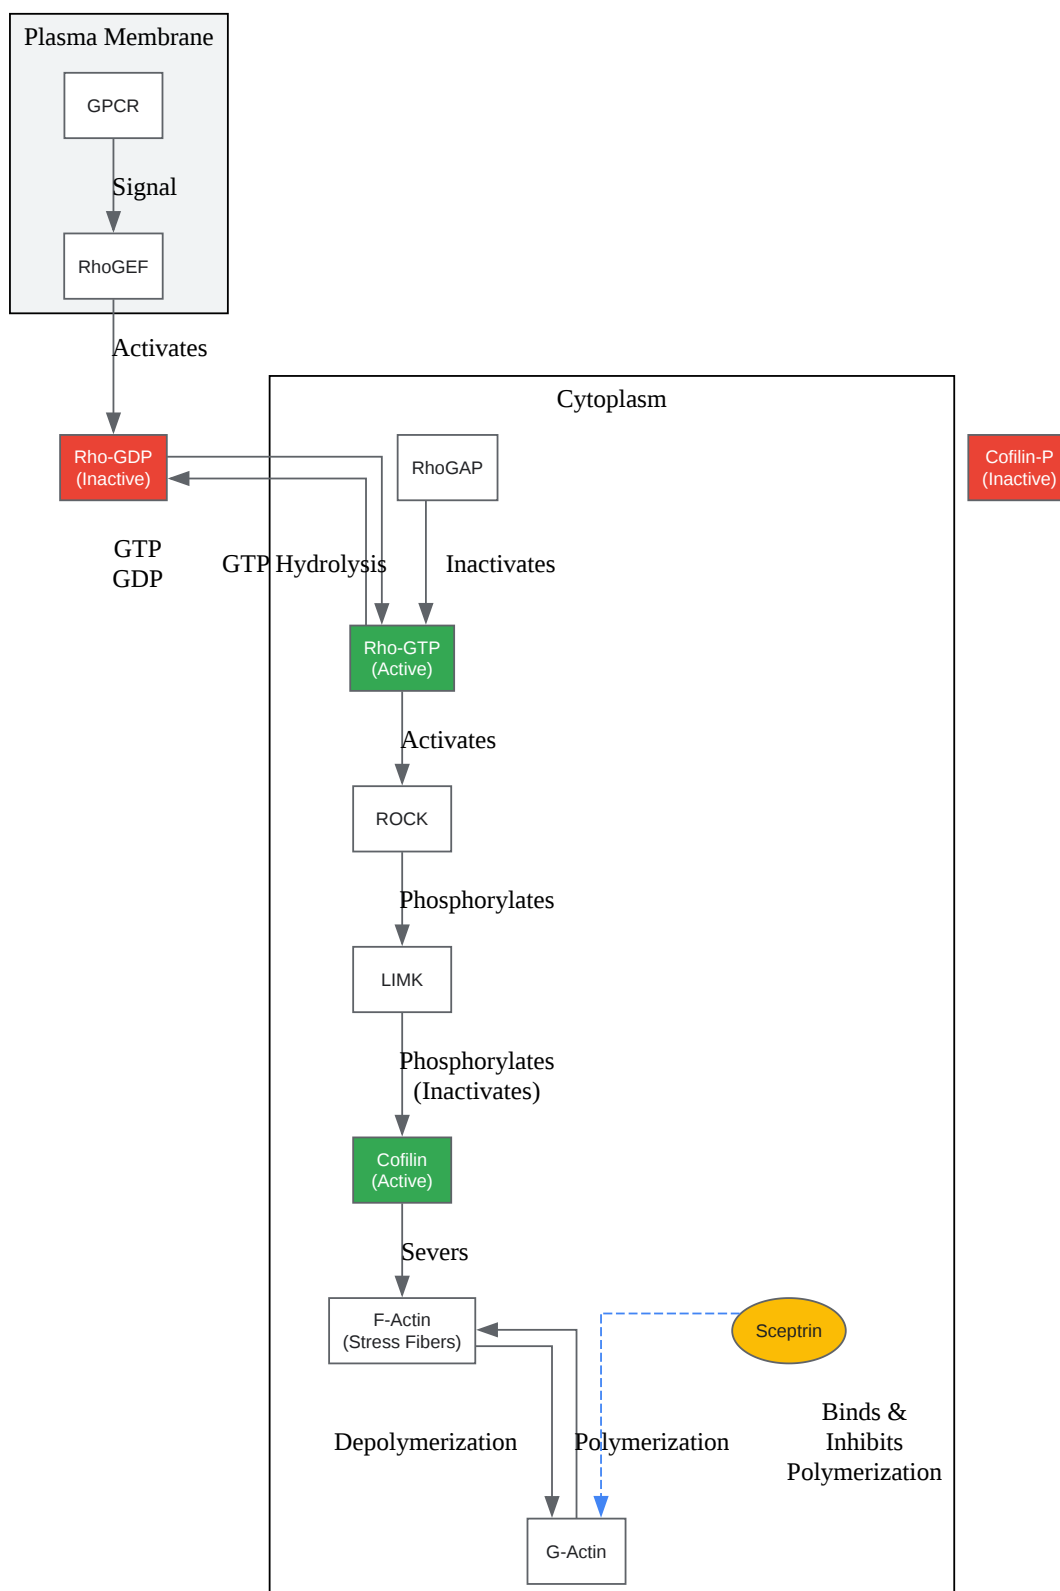 Plasma Membrane
GPCR
Signal
RhoGEF
Activates
Cytoplasm
Rho-GDP
(Inactive)
RhoGAP
Cofilin-P
(Inactive)
GTP
GDP
GTP Hydrolysis
Inactivates
Rho-GTP
(Active)
Activates
ROCK
Phosphorylates
LIMK
Phosphorylates
(Inactivates)
Cofilin
(Active)
Severs
F-Actin
(Stress Fibers)
Sceptrin
Depolymerization
Polymerization
Binds &
Inhibits
Polymerization
G-Actin